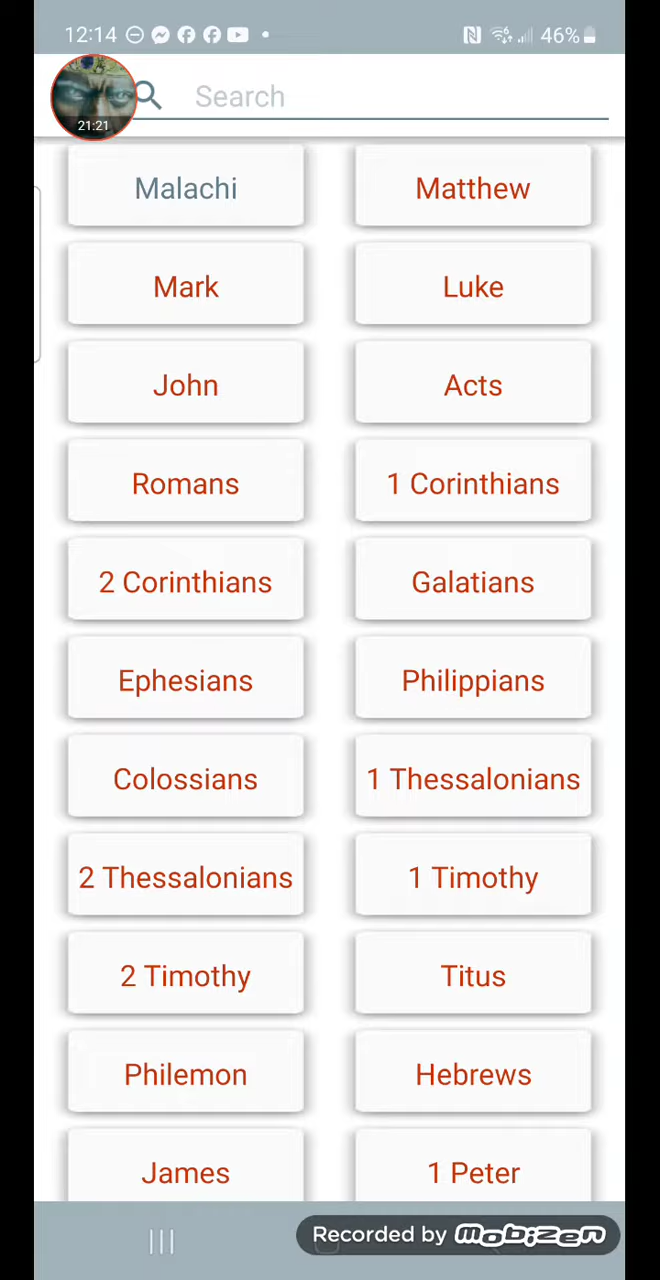 12:14 46%
21:21 Search
Malachi Matthew
Mark Luke
John Acts
Romans 1 Corinthians
2 Corinthians Galatians
Ephesians Philippians
Colossians 1 Thessalonians
2 Thessalonians 1 Timothy
2 Timothy Titus
Philemon Hebrews
James 1 Peter
Recorded by mobizen